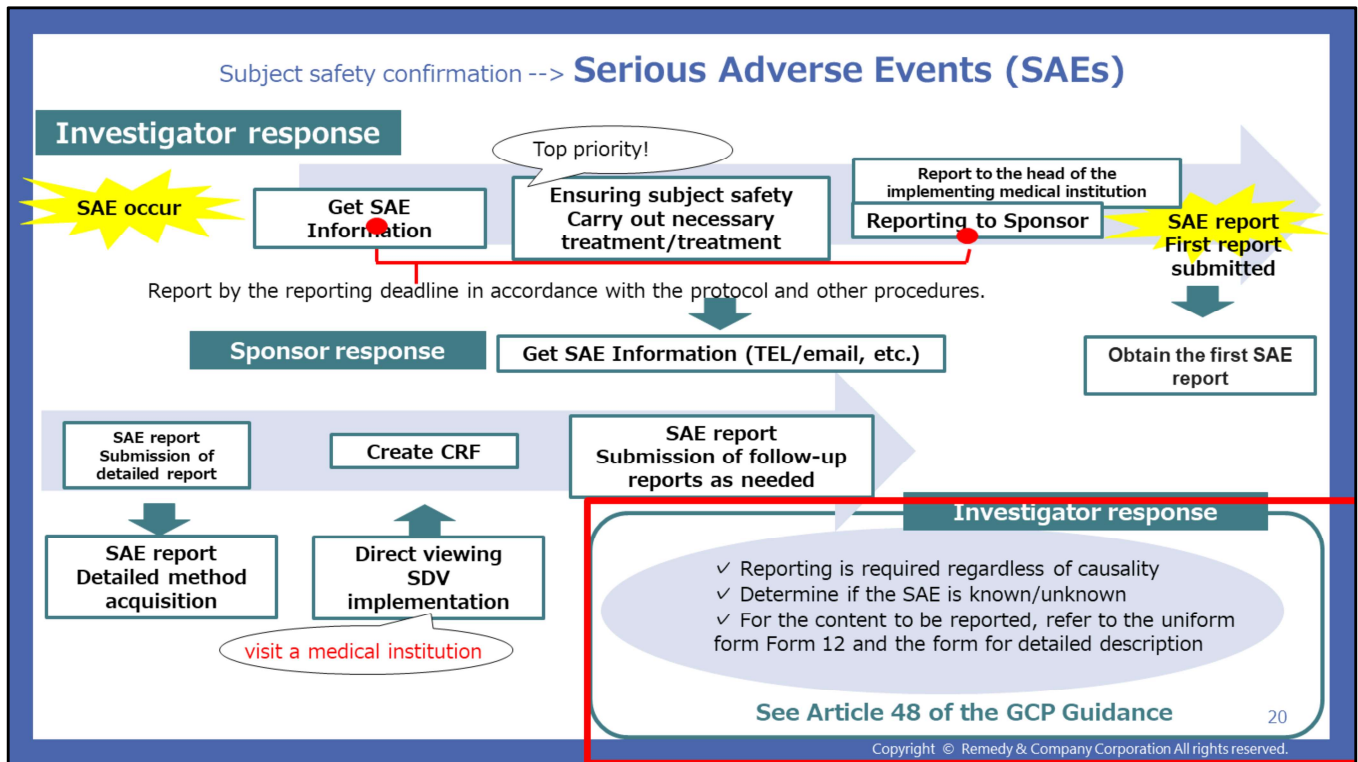 Subject safety confirmation --> Serious Adverse Events (SAEs)
Investigator response
Top priority!
SAE occur
Get SAE
Information
Ensuring subject safety
Carry out necessary
treatment/treatment
Report to the head of the
implementing medical institution
Reporting to Sponsor
SAE report
First report
submitted
Report by the reporting deadline in accordance with the protocol and other procedures.
Sponsor response
Get SAE Information (TEL/email, etc.)
Obtain the first SAE
report
SAE report
Submission of
detailed report
Create CRF
SAE report
Submission of follow-up
reports as needed
SAE report
Detailed method
acquisition
Direct viewing
SDV
implementation
visit a medical institution
Investigator response
✓ Reporting is required regardless of causality
✓ Determine if the SAE is known/unknown
✓ For the content to be reported, refer to the uniform
form Form 12 and the form for detailed description
See Article 48 of the GCP Guidance
20
Copyright © Remedy & Company Corporation All rights reserved.